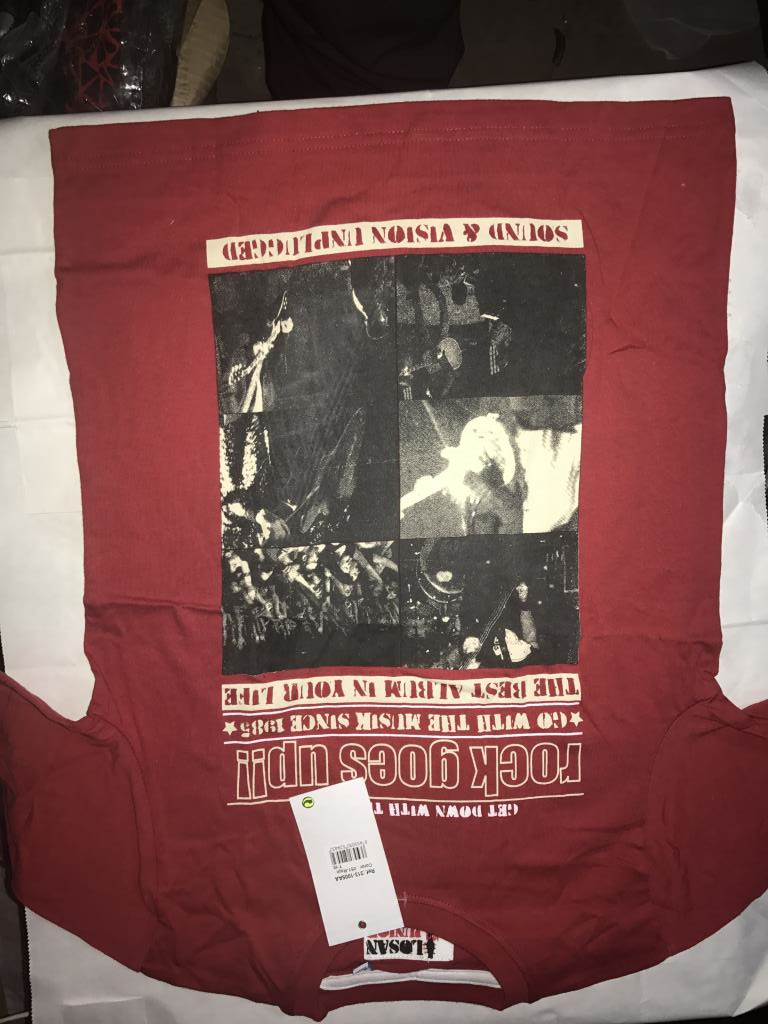 #LOSAN
GET DOWN WITH
rock goes up!!
★GO WITH THE MUSIK SINCE 1985★
THE BEST ALBUM IN YOUR LIFE
SOUND & VISION UNPLUGGED